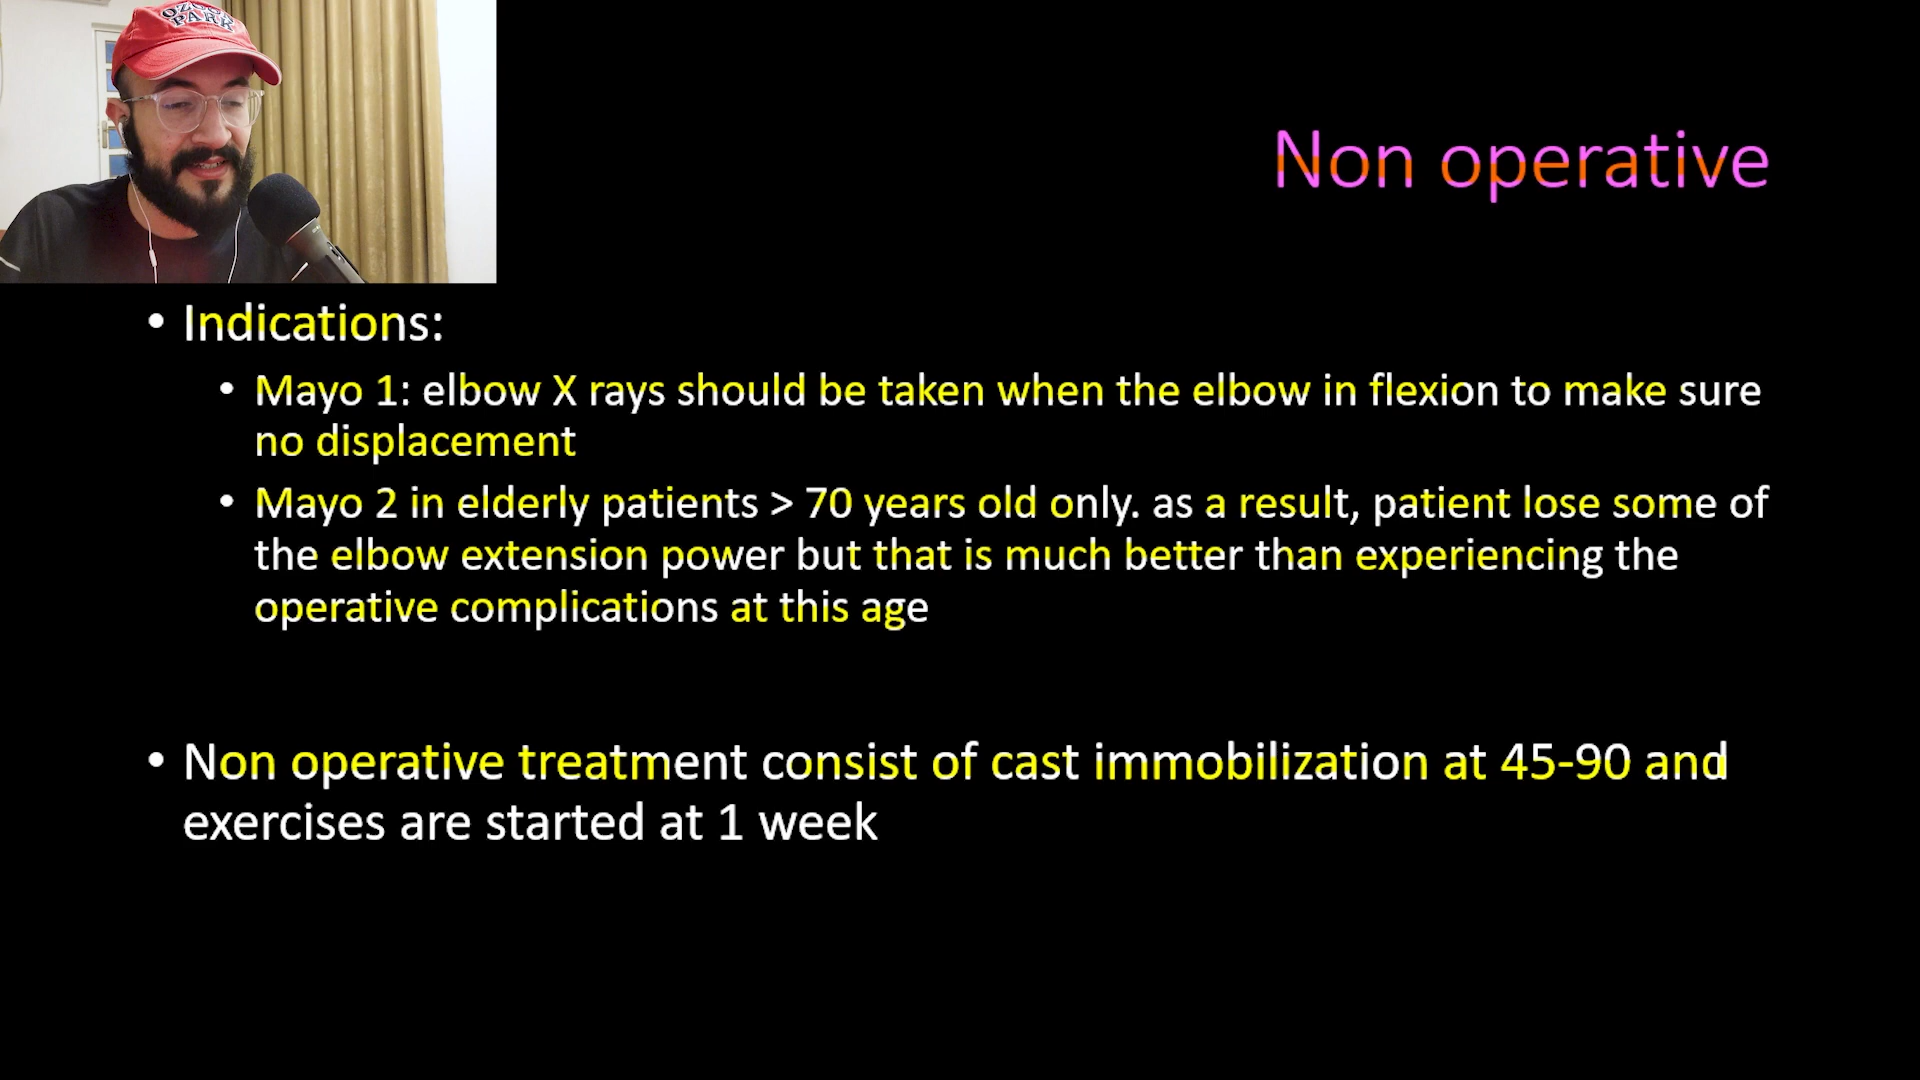 OZONE
PARK
Non operative
• Indications:
• Mayo 1: elbow X rays should be taken when the elbow in flexion to make sure
no displacement
• Mayo 2 in elderly patients > 70 years old only. as a result, patient lose some of
the elbow extension power but that is much better than experiencing the
operative complications at this age
• Non operative treatment consist of cast immobilization at 45-90 and
exercises are started at 1 week